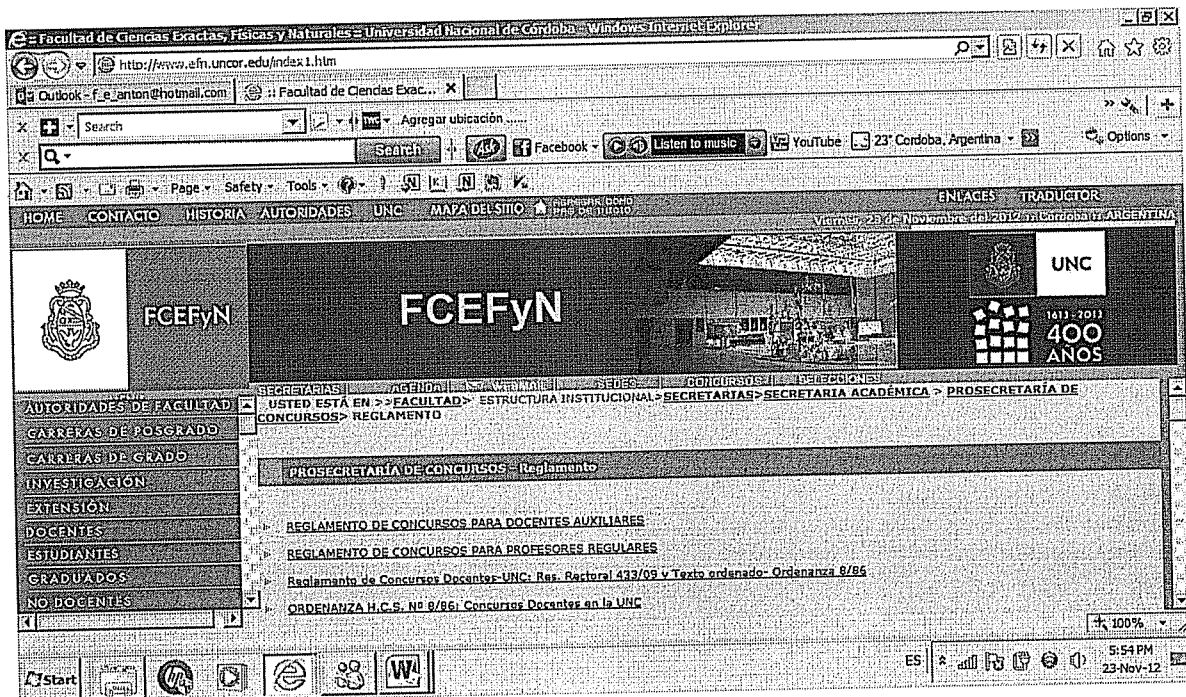 :: Facultad de Ciencias Exactas, Físicas y Naturales :: Universidad Nacional de Córdoba - Windows Internet Explorer
http://www.efn.uncor.edu/index1.htm
Outlook - f_e_anton@hotmail.com
:: Facultad de Ciencias Exac...
Search
Agregar ubicación ......
Search
Ask
Facebook
Listen to music
YouTube
23° Cordoba, Argentina
Options
Page
Safety
Tools
ENLACES TRADUCTOR
HOME CONTACTO HISTORIA AUTORIDADES UNC MAPA DEL SITIO
Viernes, 23 de Noviembre del 2012 :: Córdoba :: ARGENTINA
FCEFyN
FCEFyN
UNC
1613 - 2013
400
AÑOS
SECRETARIAS AGENDA SEDES CONCURSOS SELECCIONES
USTED ESTÁ EN >>FACULTAD> ESTRUCTURA INSTITUCIONAL>SECRETARIAS>SECRETARIA ACADÉMICA > PROSECRETARÍA DE
CONCURSOS> REGLAMENTO
AUTORIDADES DE FACULTAD
CARRERAS DE POSGRADO
CARRERAS DE GRADO
INVESTIGACIÓN
EXTENSIÓN
DOCENTES
ESTUDIANTES
GRADUADOS
NO DOCENTES
PROSECRETARÍA DE CONCURSOS - Reglamento
REGLAMENTO DE CONCURSOS PARA DOCENTES AUXILIARES
REGLAMENTO DE CONCURSOS PARA PROFESORES REGULARES
Reglamento de Concursos Docentes-UNC: Res. Rectoral 433/09 y Texto ordenado- Ordenanza 8/86
ORDENANZA H.C.S. Nº 8/86: Concursos Docentes en la UNC
100%
Start
ES
5:54 PM
23-Nov-12